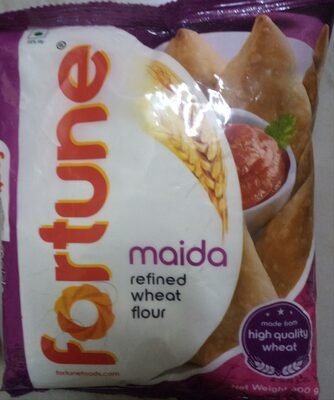 fortune
maida
refined
wheat
flour
made from
high quality
wheat
fortunefoods.com
Net Weight